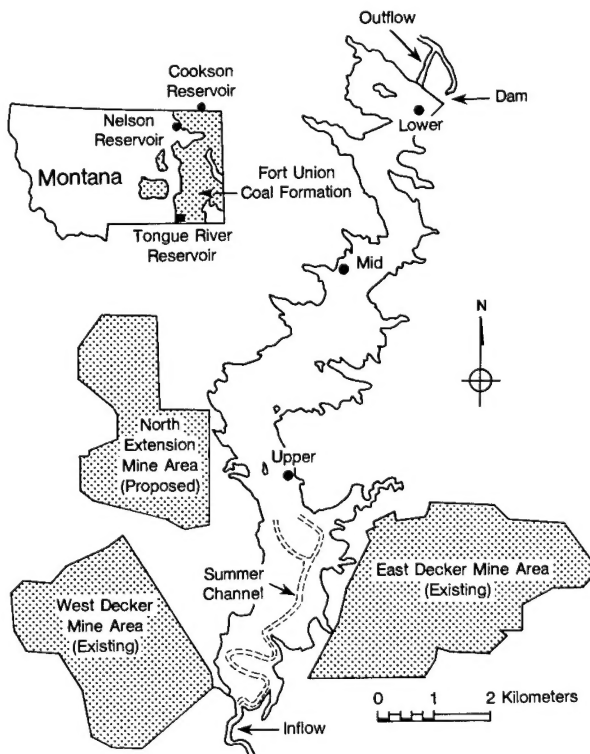 Outflow
Dam
Lower
Cookson
Reservoir
Nelson
Reservoir
Montana
Fort Union
Coal Formation
Tongue River
Reservoir
Mid
N
North
Extension
Mine Area
(Proposed)
Upper
Summer
Channel
East Decker Mine Area
(Existing)
West Decker
Mine Area
(Existing)
0 1 2 Kilometers
Inflow